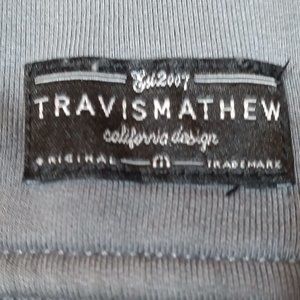 Est.2007
TRAVISMATHEW
california design
ORIGINAL TRADEMARK